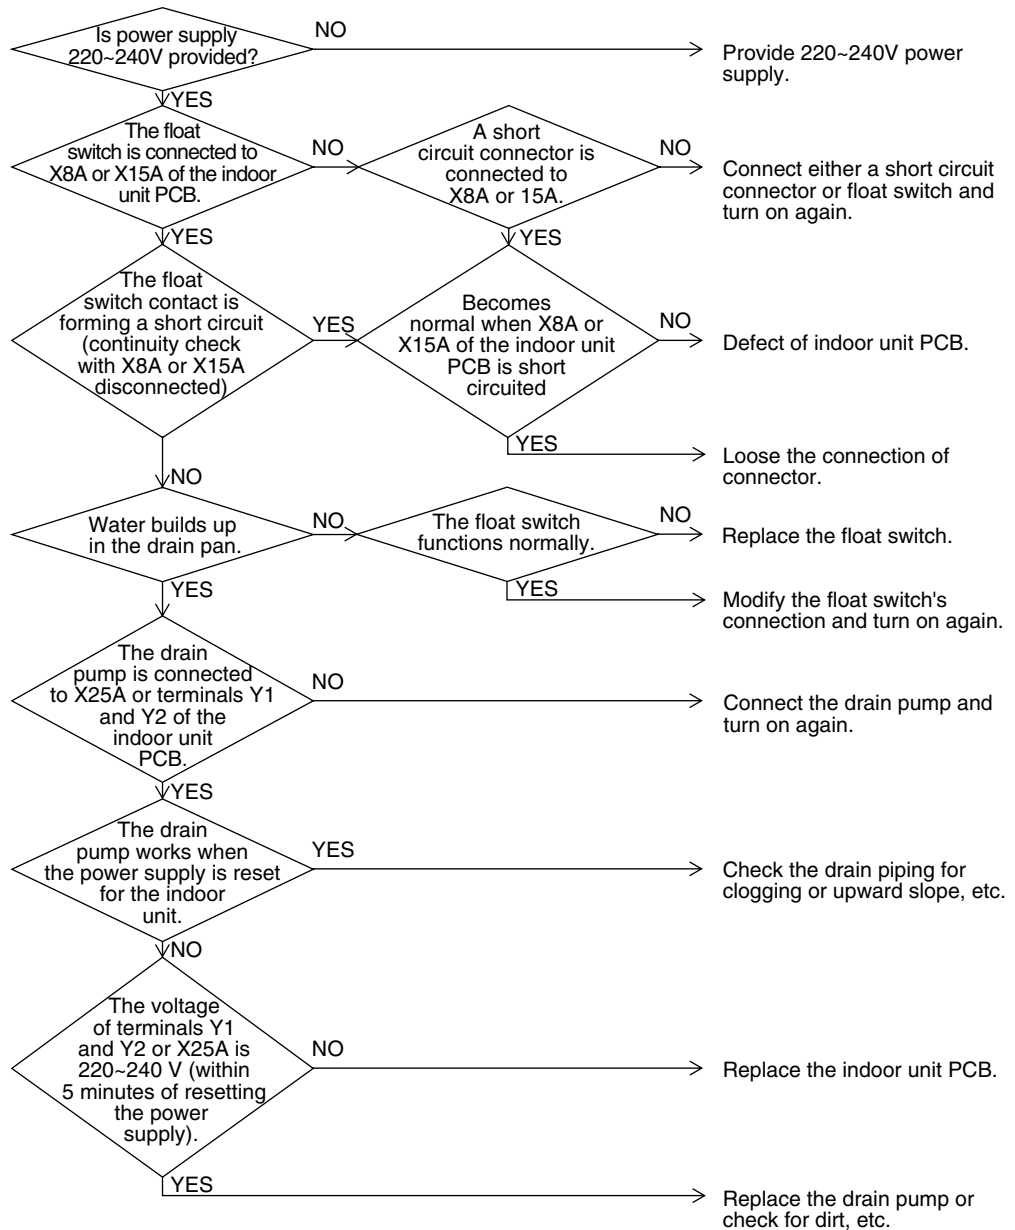 Is power supply
220~240V provided?
NO
Provide 220~240V power
supply.
YES
The float
switch is connected to
X8A or X15A of the indoor
unit PCB.
NO
A short
circuit connector is
connected to
X8A or 15A.
NO
Connect either a short circuit
connector or float switch and
turn on again.
YES
YES
The float
switch contact is
forming a short circuit
(continuity check
with X8A or X15A
disconnected)
YES
Becomes
normal when X8A or
X15A of the indoor unit
PCB is short
circuited
NO
Defect of indoor unit PCB.
YES
Loose the connection of
connector.
NO
Water builds up
in the drain pan.
NO
The float switch
functions normally.
NO
Replace the float switch.
YES
YES
Modify the float switch's
connection and turn on again.
The drain
pump is connected
to X25A or terminals Y1
and Y2 of the
indoor unit
PCB.
NO
Connect the drain pump and
turn on again.
YES
The drain
pump works when
the power supply is reset
for the indoor
unit.
YES
Check the drain piping for
clogging or upward slope, etc.
NO
The voltage
of terminals Y1
and Y2 or X25A is
220~240 V (within
5 minutes of resetting
the power
supply).
NO
Replace the indoor unit PCB.
YES
Replace the drain pump or
check for dirt, etc.